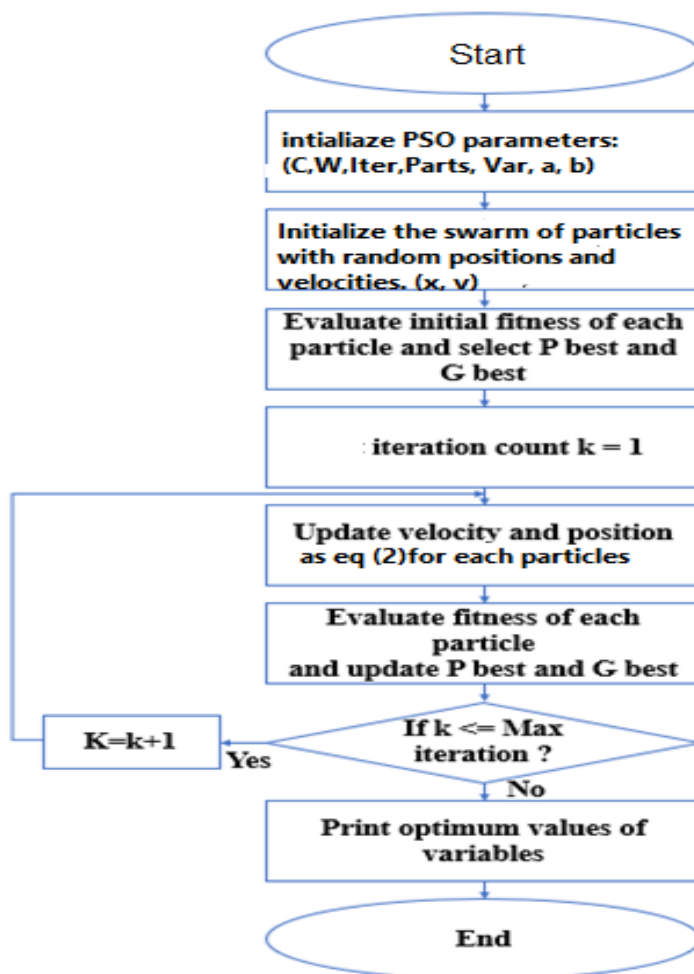 Start
intialiaze PSO parameters:
(C,W,Iter,Parts, Var, a, b)
Initialize the swarm of particles
with random positions and
velocities. (x, v)
Evaluate initial fitness of each
particle and select P best and
G best
: iteration count k = 1
Update velocity and position
as eq (2)for each particles
Evaluate fitness of each
particle
and update P best and G best
If k <= Max
iteration ?
K=k+1
Yes
No
Print optimum values of
variables
End